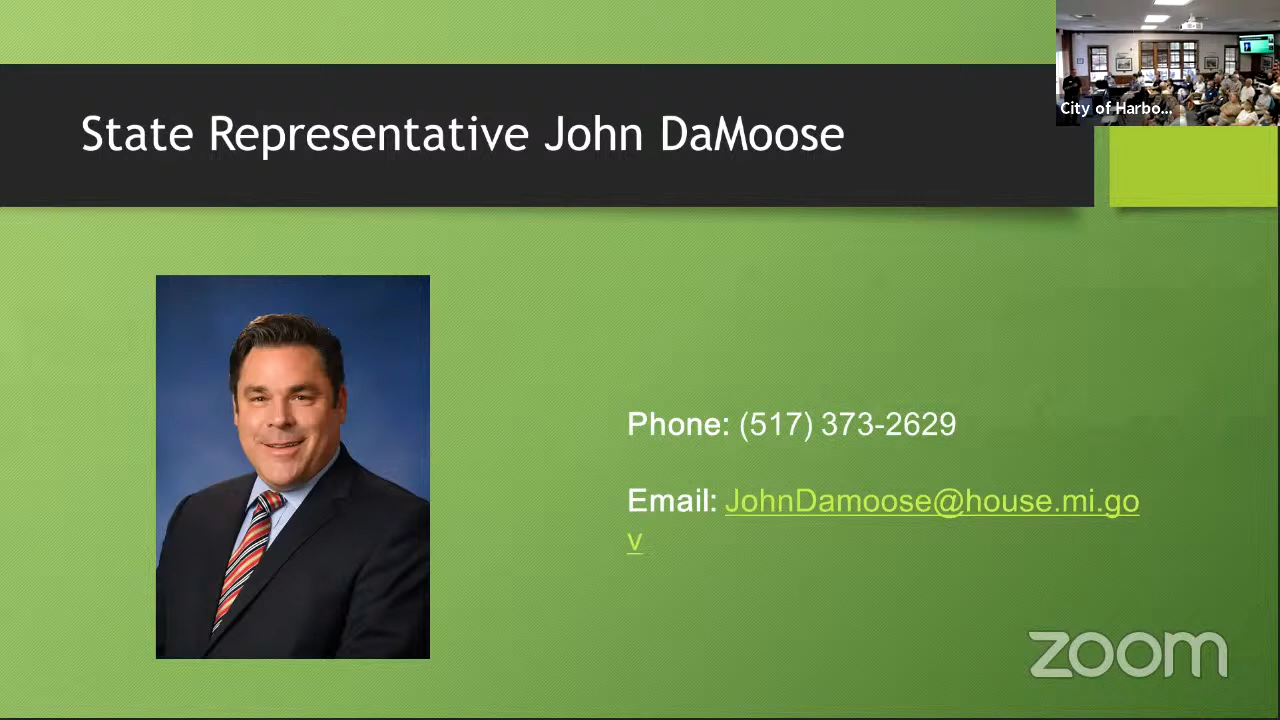 City of Harbo...
State Representative John DaMoose
Phone: (517) 373-2629
Email: JohnDamoose@house.mi.go
v
zoom